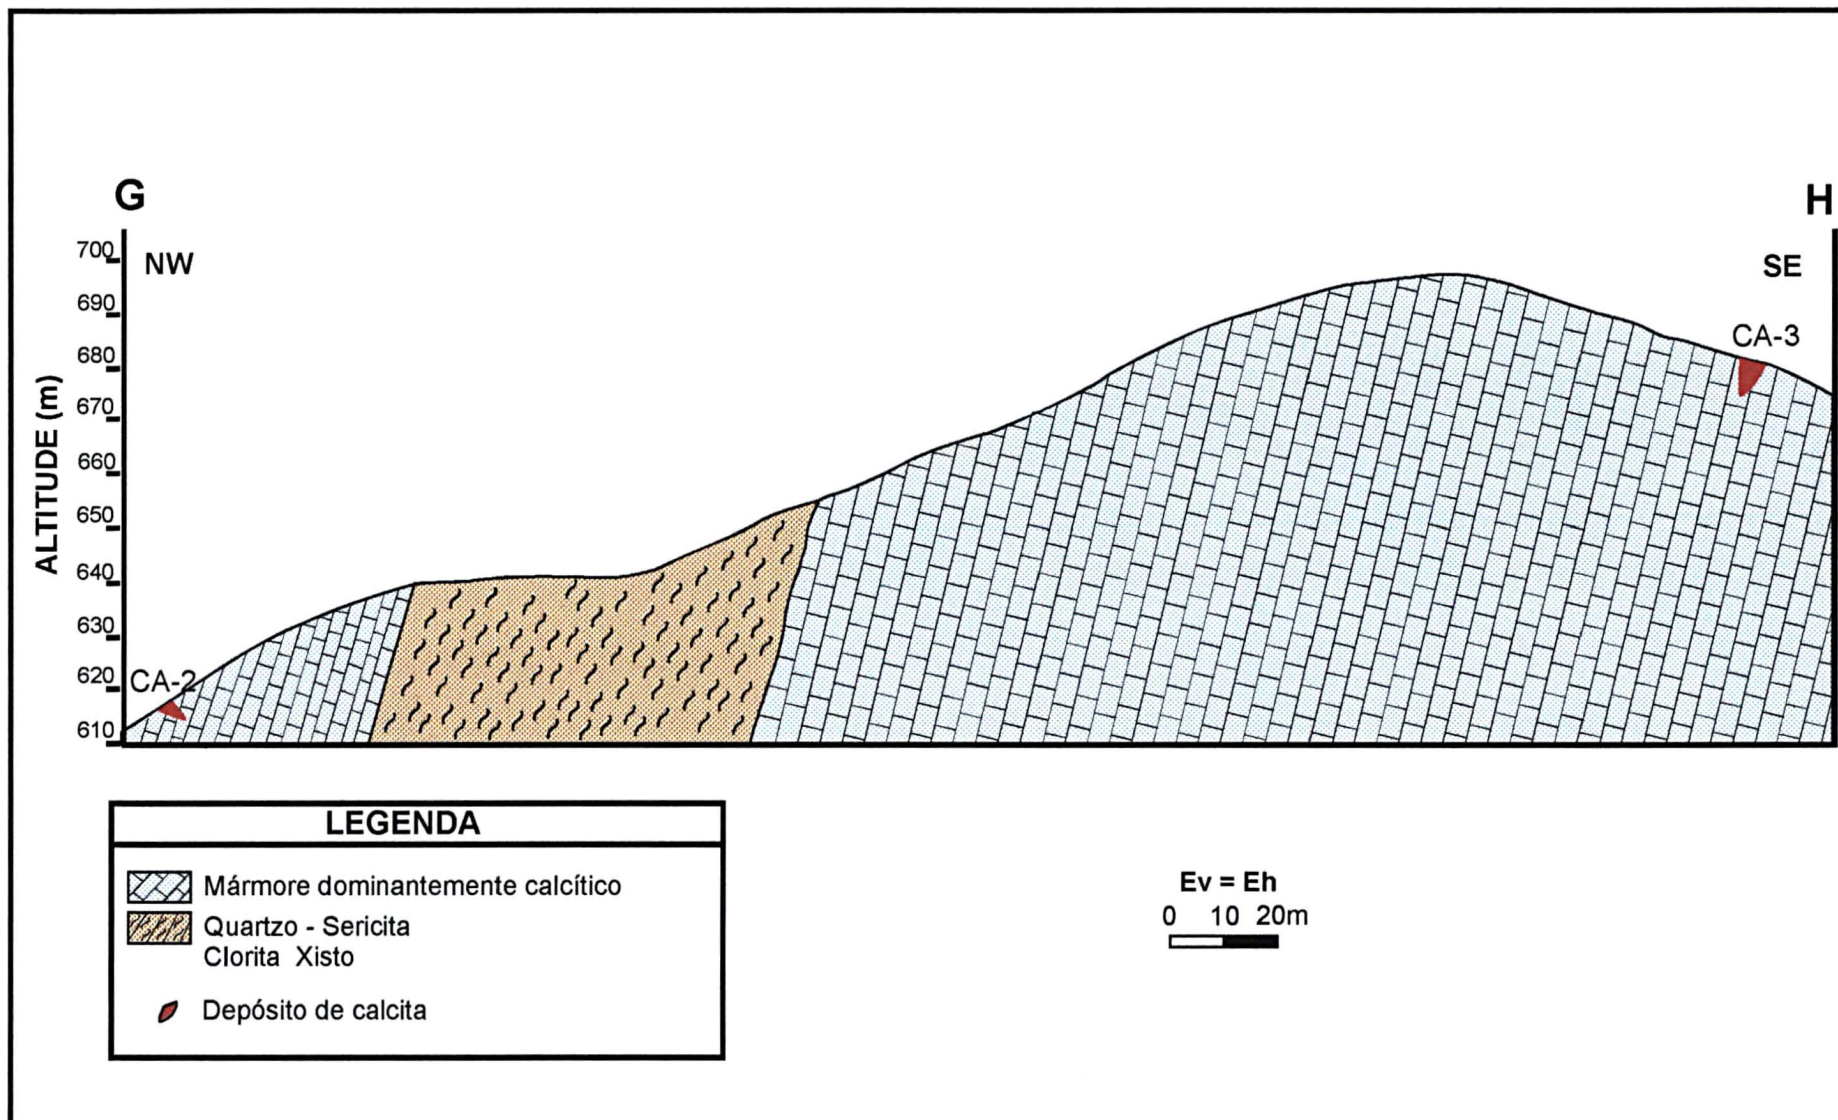 G
H
NW
SE
ALTITUDE (m)
700
690
680
670
660
650
640
630
620
610
CA-2
CA-3
LEGENDA
Mármore dominantemente calcítico
Quartzo - Sericita
Clorita Xisto
Depósito de calcita
Ev = Eh
0 10 20m